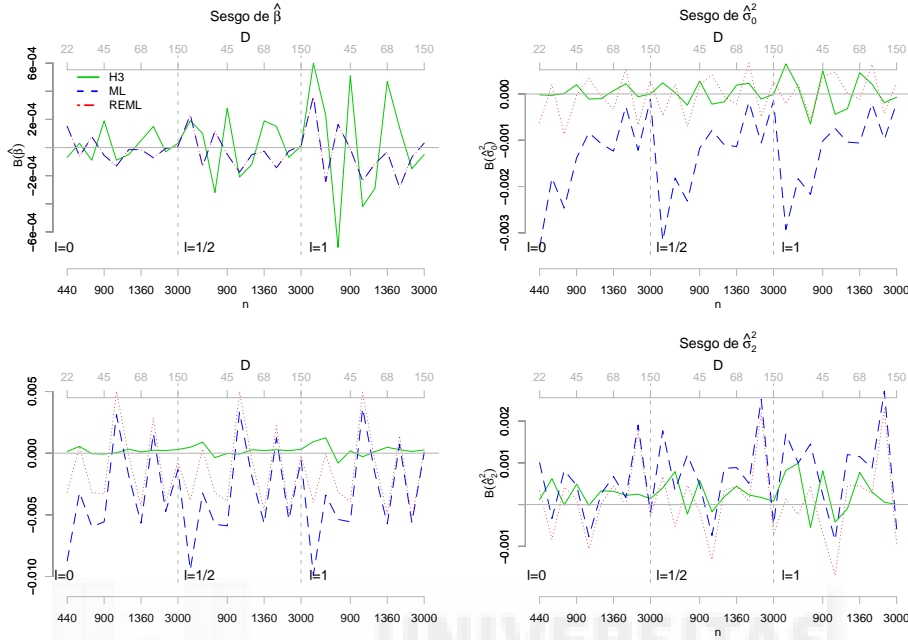 Sesgo de β̂
D
22 45 68 150 45 68 150 45 68 150
H3
ML
REML
B(β̂)
6e−04
2e−04
−2e−04
−6e−04
l=0 l=1/2 l=1
440 900 1360 3000 900 1360 3000 900 1360 3000
n
Sesgo de σ̂₀²
D
22 45 68 150 45 68 150 45 68 150
B(σ̂₀²)
0.000
−0.001
−0.002
−0.003
l=0 l=1/2 l=1
440 900 1360 3000 900 1360 3000 900 1360 3000
n
D
22 45 68 150 45 68 150 45 68 150
0.005
0.000
−0.005
−0.010
l=0 l=1/2 l=1
440 900 1360 3000 900 1360 3000 900 1360 3000
n
Sesgo de σ̂₂²
D
22 45 68 150 45 68 150 45 68 150
B(σ̂₂²)
0.002
0.001
−0.001
l=0 l=1/2 l=1
440 900 1360 3000 900 1360 3000 900 1360 3000
n
UNIVERSITAS